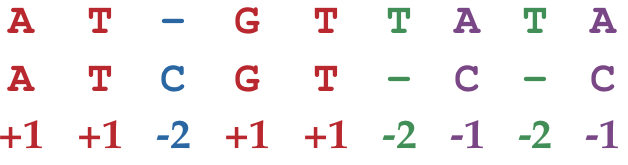 A T - G T T A T A
A T C G T - C - C
+1 +1 -2 +1 +1 -2 -1 -2 -1